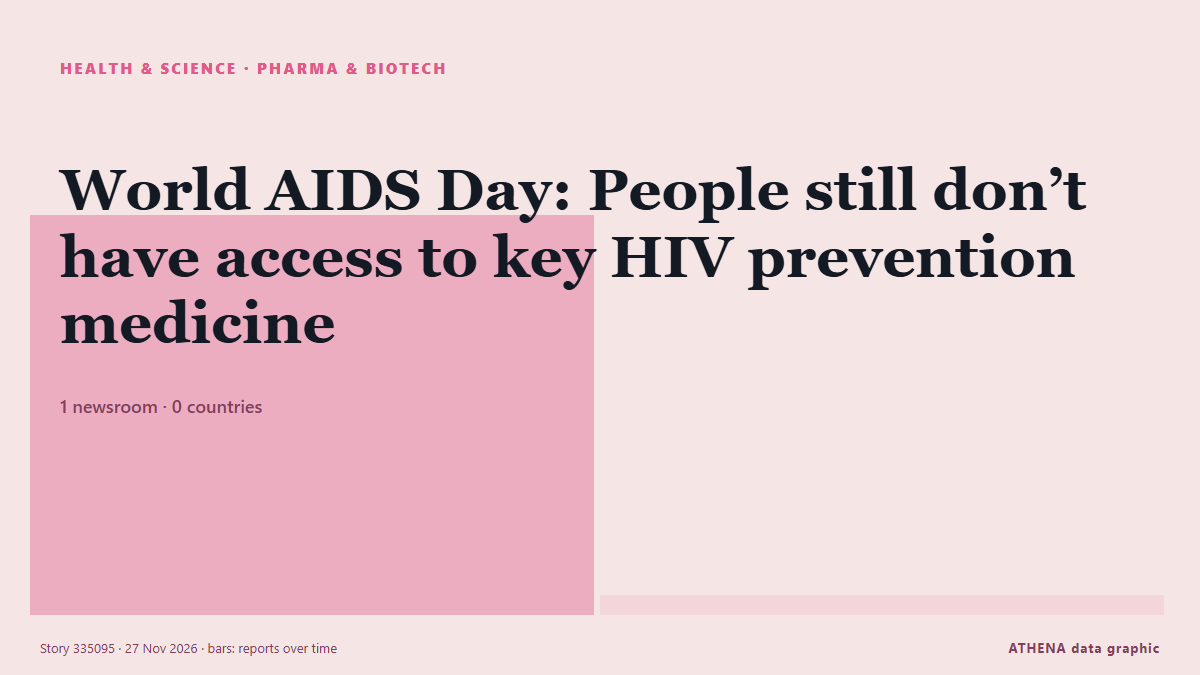 HEALTH & SCIENCE · PHARMA & BIOTECH
World AIDS Day: People still don’t
have access to key HIV prevention
medicine
1 newsroom · 0 countries
Story 335095 · 27 Nov 2026 · bars: reports over time
ATHENA data graphic